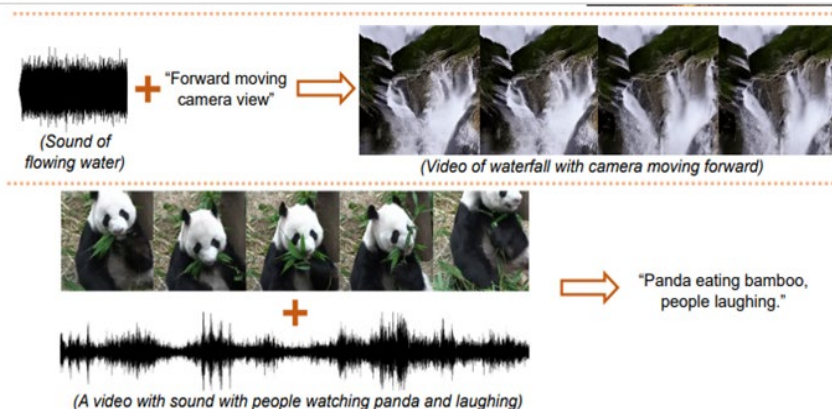 “Forward moving
camera view”
(Sound of
flowing water)
(Video of waterfall with camera moving forward)
“Panda eating bamboo,
people laughing.”
(A video with sound with people watching panda and laughing)